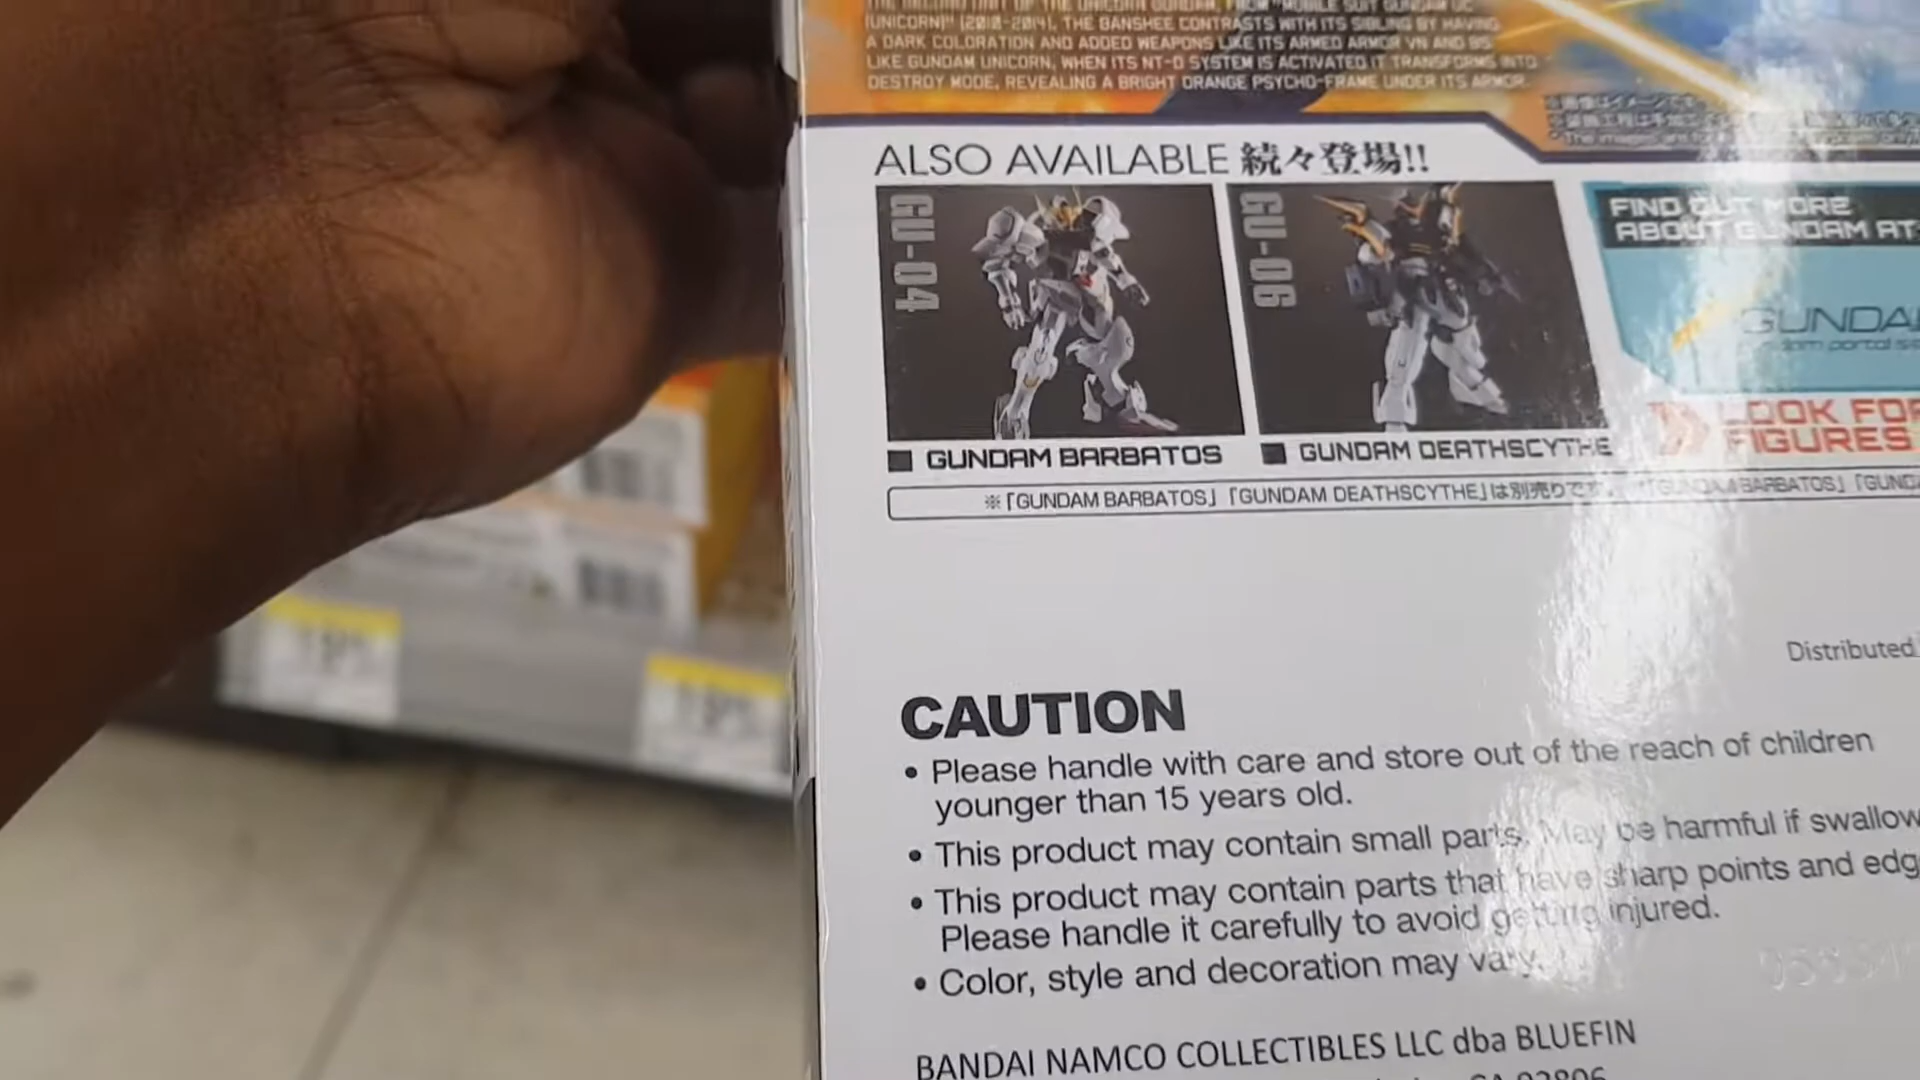 (UNICORN)" (2010-2014), THE BANSHEE CONTRASTS WITH ITS SIBLING BY HAVING
A DARK COLORATION AND ADDED WEAPONS LIKE ITS ARMED ARMOR VN AND BS.
LIKE GUNDAM UNICORN, WHEN ITS NT-D SYSTEM IS ACTIVATED IT TRANSFORMS INTO
DESTROY MODE, REVEALING A BRIGHT ORANGE PSYCHO-FRAME UNDER ITS ARMOR.
ALSO AVAILABLE 続々登場!!
GU-04
GU-06
FIND OUT MORE
ABOUT GUNDAM AT
GUNDA
LOOK FOR
FIGURES
GUNDAM BARBATOS
GUNDAM DEATHSCYTHE
※「GUNDAM BARBATOS」「GUNDAM DEATHSCYTHE」は別売りです。
Distributed
CAUTION
• Please handle with care and store out of the reach of children
younger than 15 years old.
• This product may contain small parts. May be harmful if swallow
• This product may contain parts that have sharp points and edg
Please handle it carefully to avoid getting injured.
• Color, style and decoration may vary.
BANDAI NAMCO COLLECTIBLES LLC dba BLUEFIN